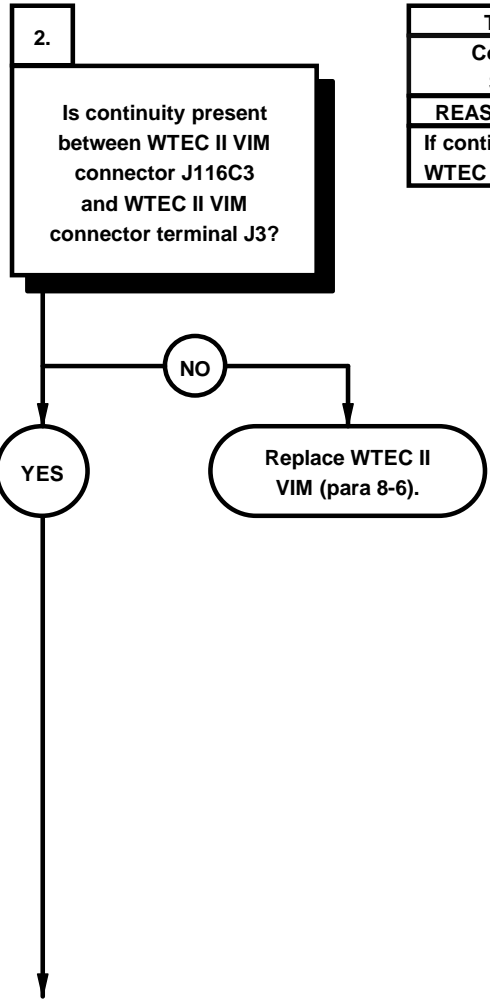 2.
Is continuity present
between WTEC II VIM
connector J116C3
and WTEC II VIM
connector terminal J3?
NO
YES
Replace WTEC II
VIM (para 8-6).
If
WTEC